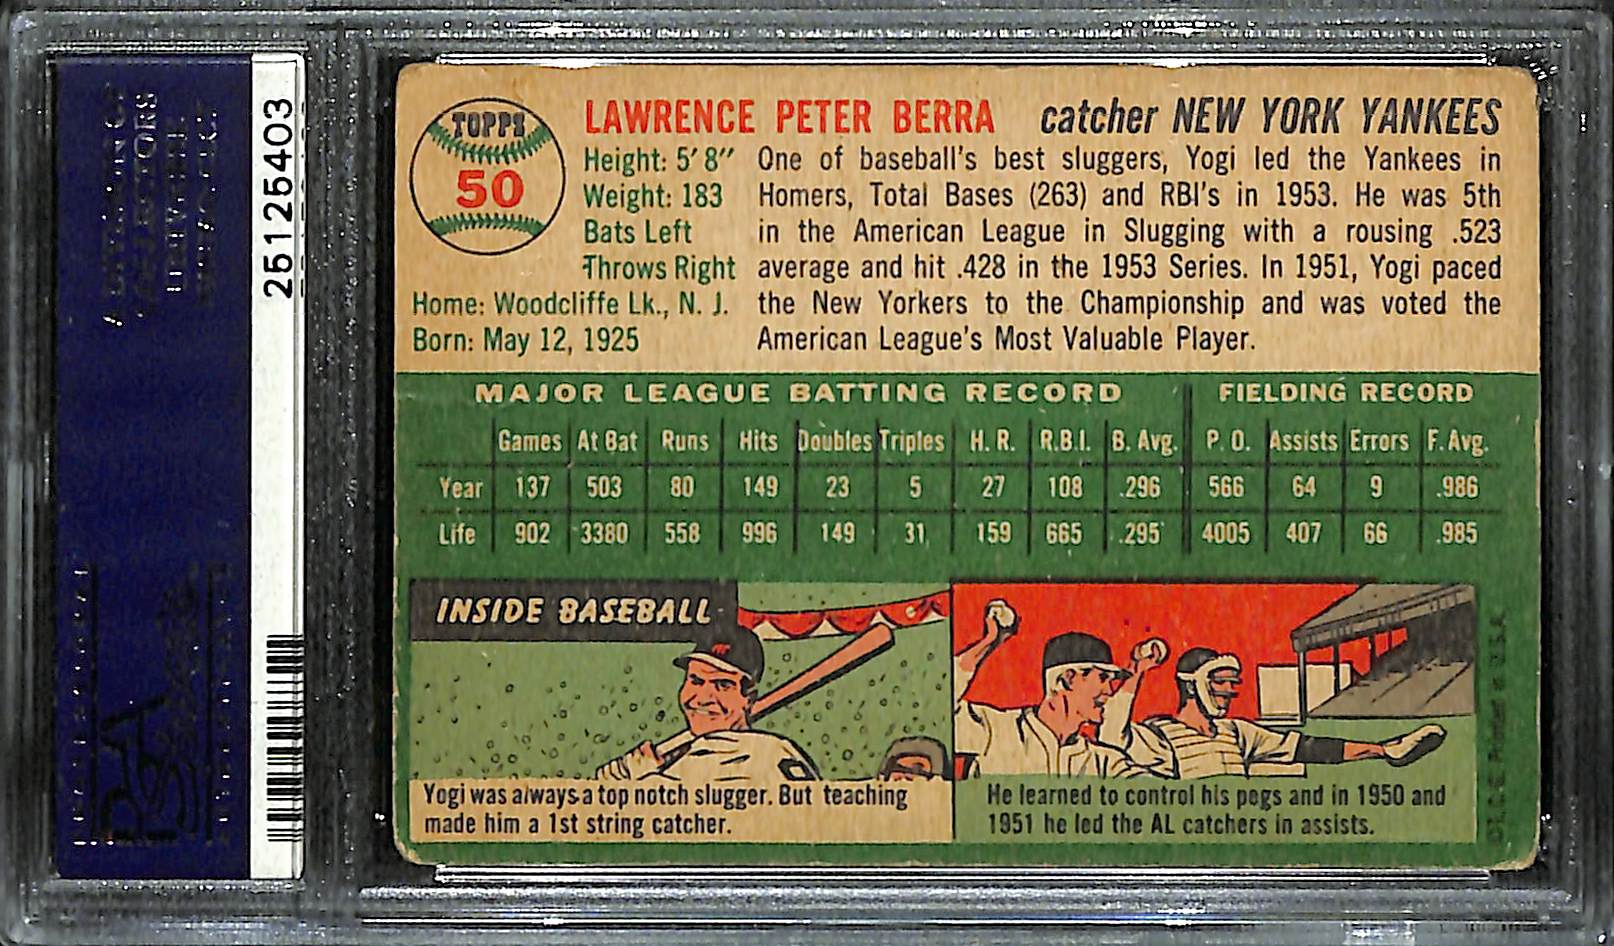 25125403
TOPPS
50
LAWRENCE PETER BERRA catcher NEW YORK YANKEES
Height: 5' 8"
Weight: 183
Bats Left
Throws Right
Home: Woodcliffe Lk., N. J.
Born: May 12, 1925
One of baseball's best sluggers, Yogi led the Yankees in
Homers, Total Bases (263) and RBI's in 1953. He was 5th
in the American League in Slugging with a rousing .523
average and hit .428 in the 1953 Series. In 1951, Yogi paced
the New Yorkers to the Championship and was voted the
American League's Most Valuable Player.
MAJOR LEAGUE BATTING RECORD FIELDING RECORD
Games At Bat Runs Hits Doubles Triples H. R. R.B.I. B. Avg. P. O. Assists Errors F. Avg.
Year 137 503 80 149 23 5 27 108 .296 566 64 9 .986
Life 902 3380 558 996 149 31 159 665 .295 4005 407 66 .985
INSIDE BASEBALL
Yogi was always a top notch slugger. But teaching
made him a 1st string catcher.
He learned to control his pegs and in 1950 and
1951 he led the AL catchers in assists.
Printed in U.S.A.
PSA